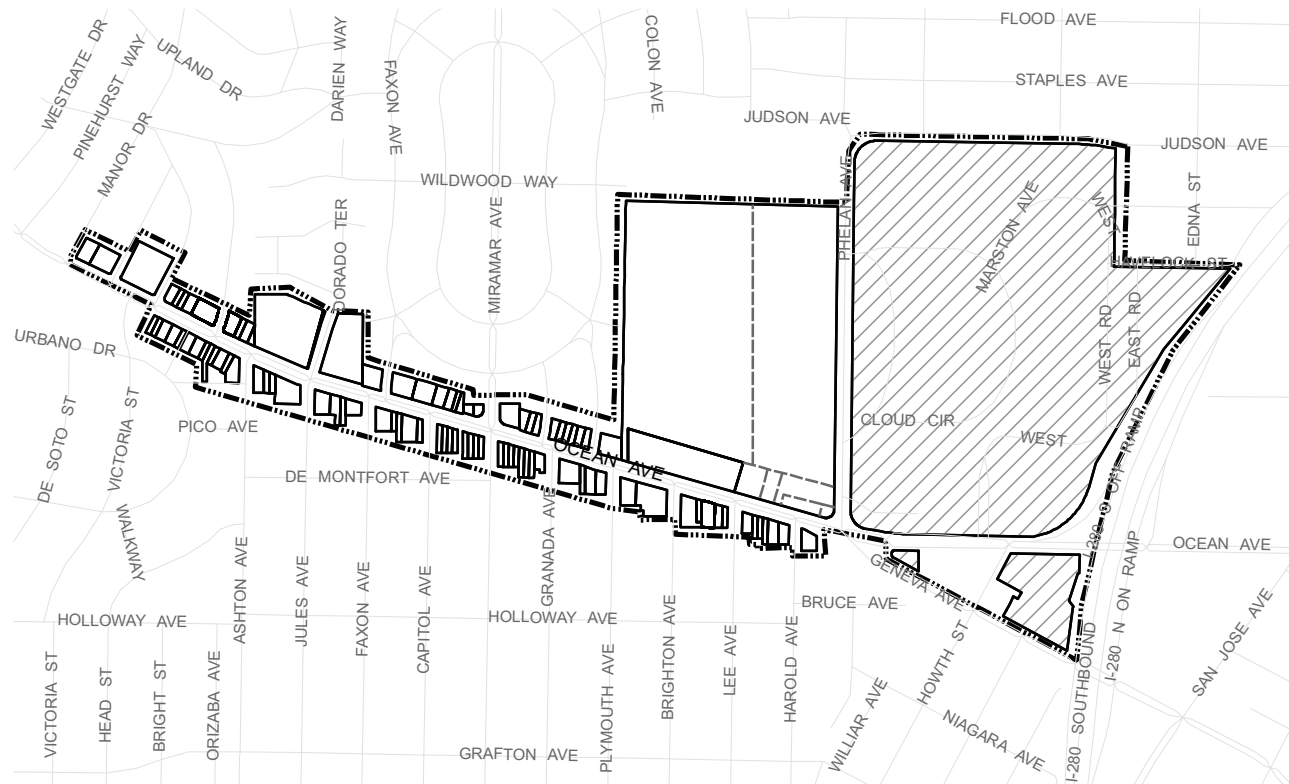 FLOOD AVE
WESTGATE DR
PINEHURST WAY
UPLAND DR
DARIEN WAY
FAXON AVE
COLON AVE
STAPLES AVE
MANOR DR
JUDSON AVE
JUDSON AVE
WILDWOOD WAY
PHELAN AVE
MARSTON AVE
WEST
EDNA ST
DORADO TER
MIRAMAR AVE
HAVELOCK ST
URBANO DR
WEST RD
EAST RD
DE SOTO ST
VICTORIA ST
PICO AVE
CLOUD CIR
WEST
OCEAN AVE
DE MONTFORT AVE
I-280 S OFF RAMP
WALKWAY
GRANADA AVE
OCEAN AVE
GENEVA AVE
I-280 N ON RAMP
ASHTON AVE
JULES AVE
FAXON AVE
CAPITOL AVE
BRUCE AVE
HOLLOWAY AVE
HOLLOWAY AVE
SAN JOSE AVE
VICTORIA ST
HEAD ST
BRIGHT ST
ORIZABA AVE
PLYMOUTH AVE
BRIGHTON AVE
LEE AVE
HAROLD AVE
HOWTH ST
WILLIAR AVE
NIAGARA AVE
I-280 SOUTHBOUND
GRAFTON AVE